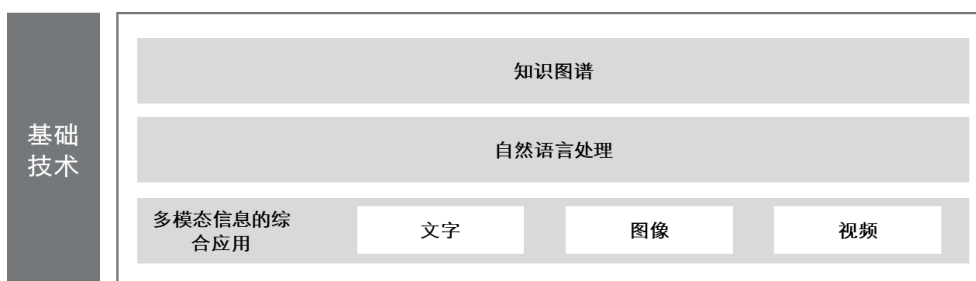 基础
技术
知识图谱
自然语言处理
多模态信息的综
合应用
文字
图像
视频